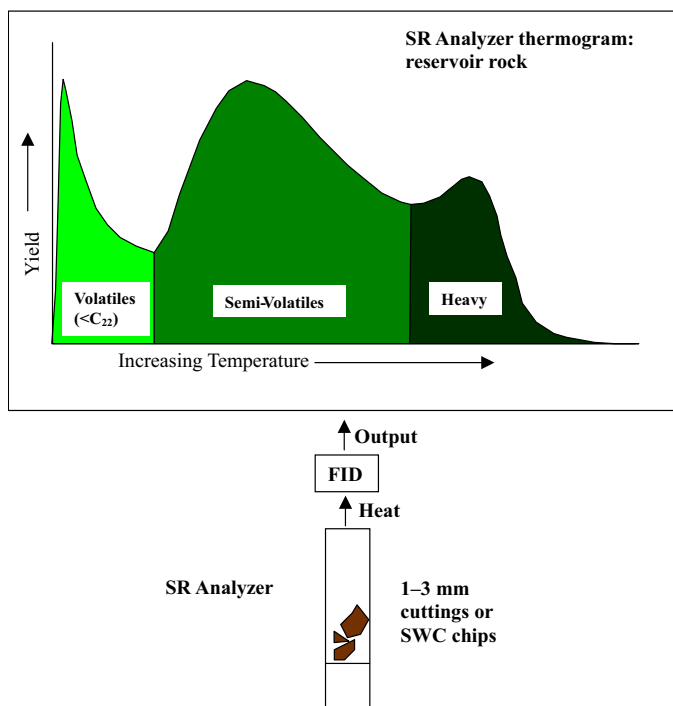 SR Analyzer thermogram:
reservoir rock
Yield
Volatiles
(<C₂₂)
Semi-Volatiles
Heavy
Increasing Temperature
Output
FID
Heat
SR Analyzer
1–3 mm
cuttings or
SWC chips